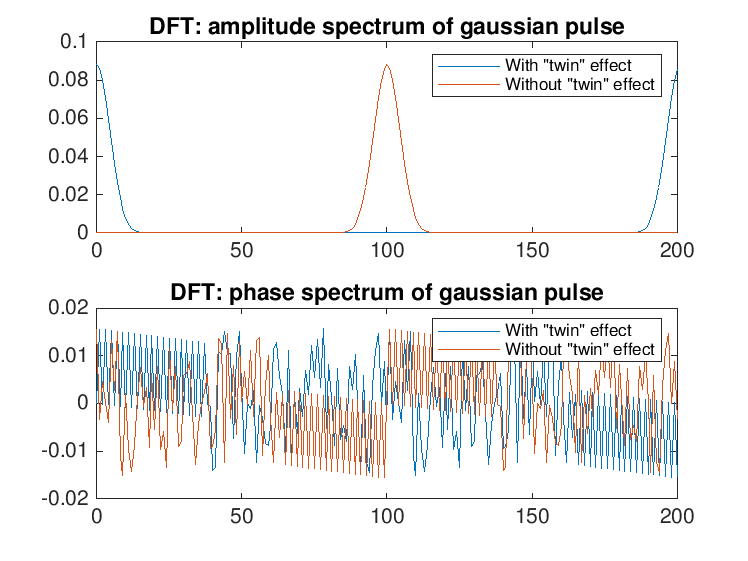 DFT: amplitude spectrum of gaussian pulse
0.1
With "twin" effect
0.08
Without "twin" effect
0.06
0.04
0.02
0
0 50 100 150 200
DFT: phase spectrum of gaussian pulse
0.02
With "twin" effect
Without "twin" effect
0.01
0
-0.01
-0.02
0 50 100 150 200